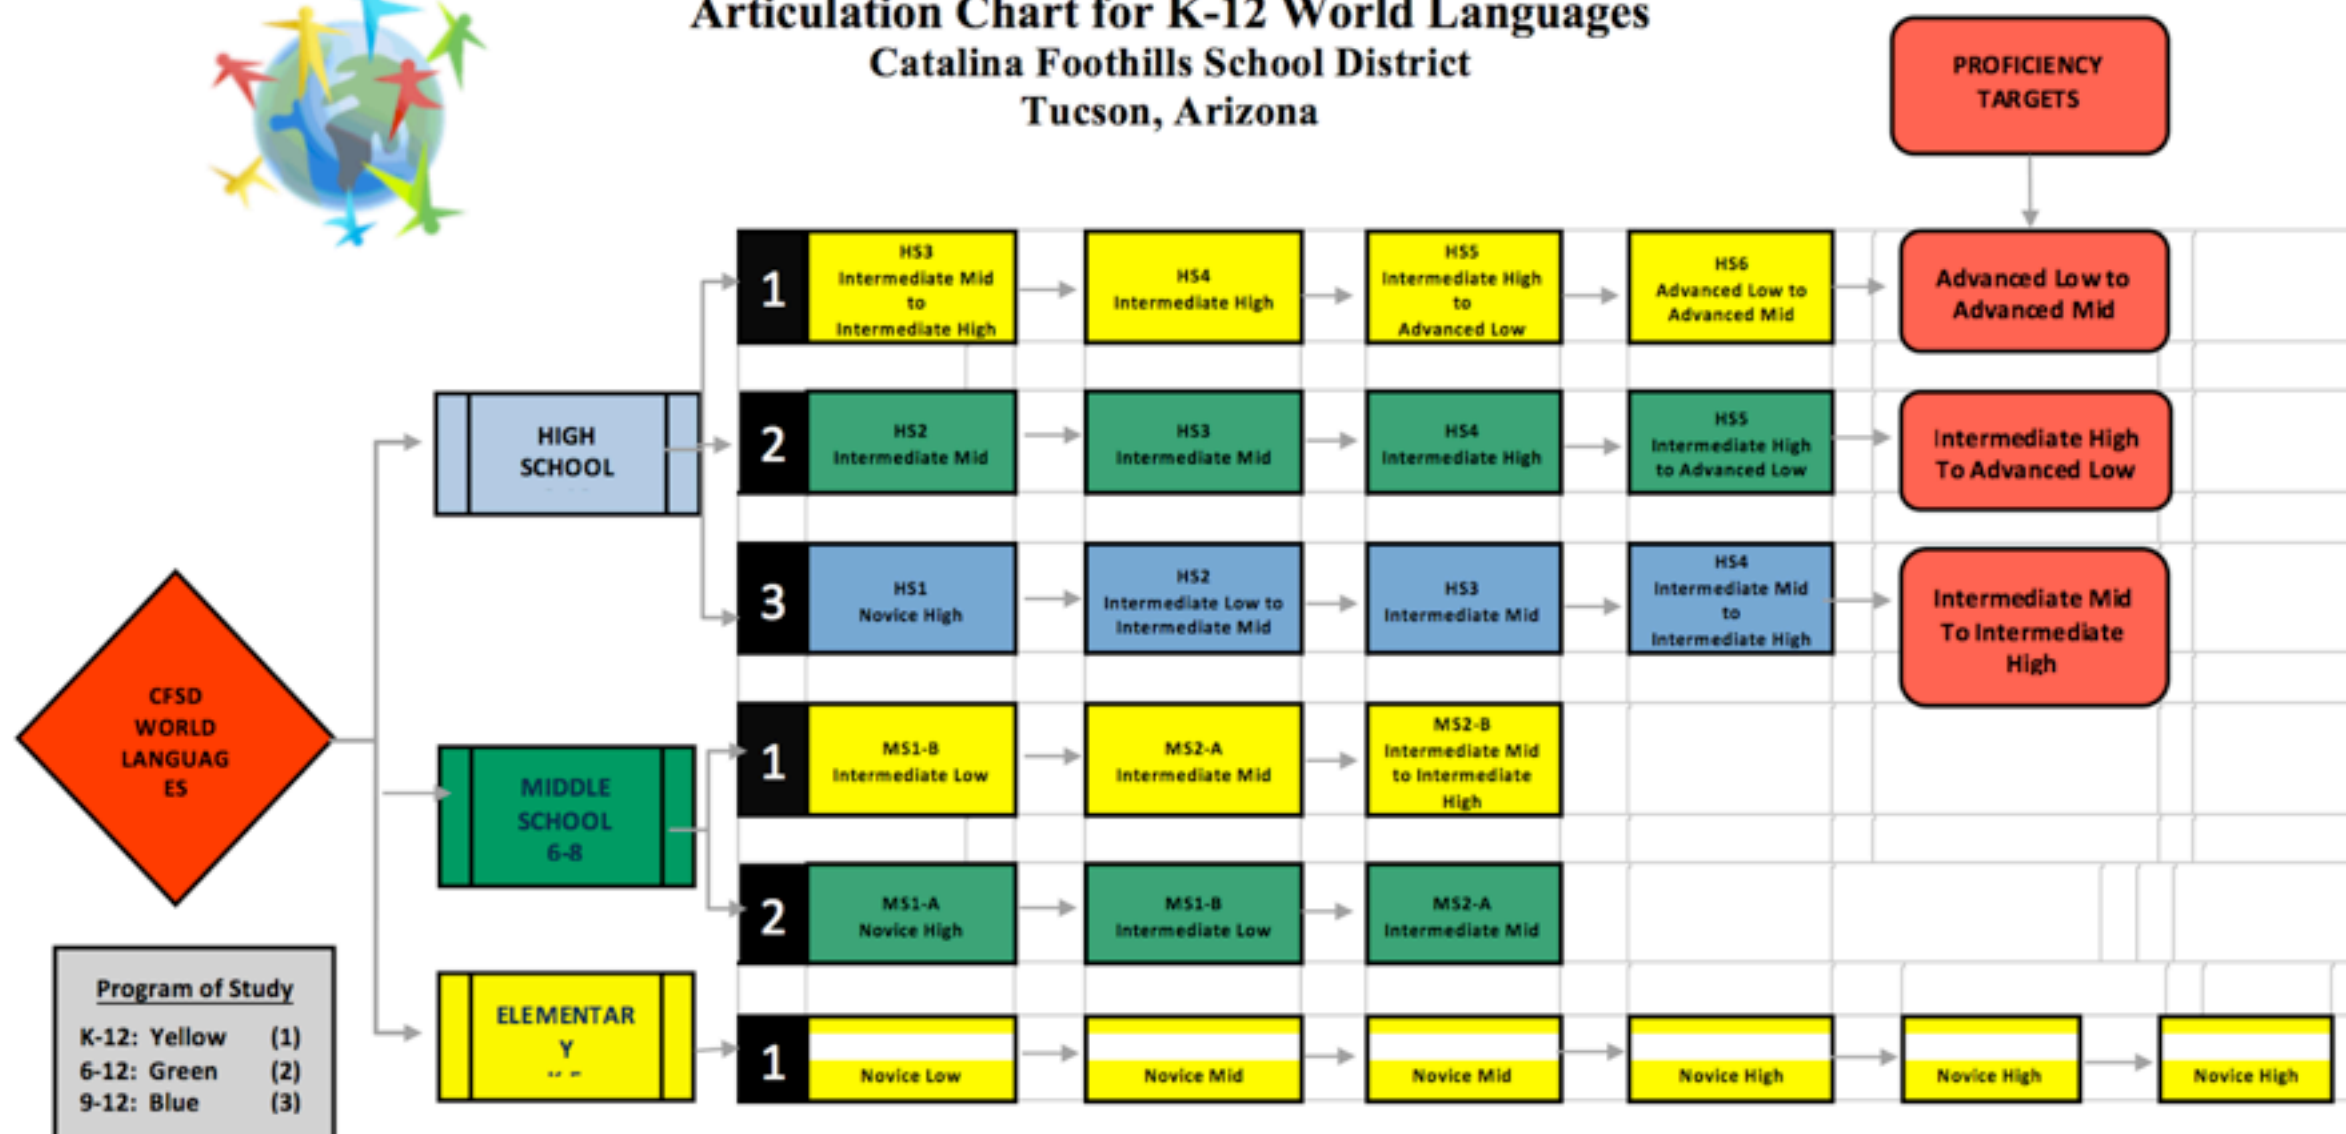 Articulation Chart for K-12 World Languages
Catalina Foothills School District
Tucson, Arizona
PROFICIENCY
TARGETS
1
HS3
Intermediate Mid
to
Intermediate High
HS4
Intermediate High
HS5
Intermediate High
to
Advanced Low
HS6
Advanced Low to
Advanced Mid
Advanced Low to
Advanced Mid
HIGH
SCHOOL
2
HS2
Intermediate Mid
HS3
Intermediate Mid
HS4
Intermediate High
HS5
Intermediate High
to Advanced Low
Intermediate High
To Advanced Low
3
HS1
Novice High
HS2
Intermediate Low to
Intermediate Mid
HS3
Intermediate Mid
HS4
Intermediate Mid
to
Intermediate High
Intermediate Mid
To Intermediate
High
CFSD
WORLD
LANGUAG
ES
MIDDLE
SCHOOL
6-8
1
MS1-B
Intermediate Low
MS2-A
Intermediate Mid
MS2-B
Intermediate Mid
to Intermediate
High
2
MS1-A
Novice High
MS1-B
Intermediate Low
MS2-A
Intermediate Mid
ELEMENTAR
Y
1
Novice Low
Novice Mid
Novice Mid
Novice High
Novice High
Novice High
Program of Study
K-12: Yellow (1)
6-12: Green (2)
9-12: Blue (3)